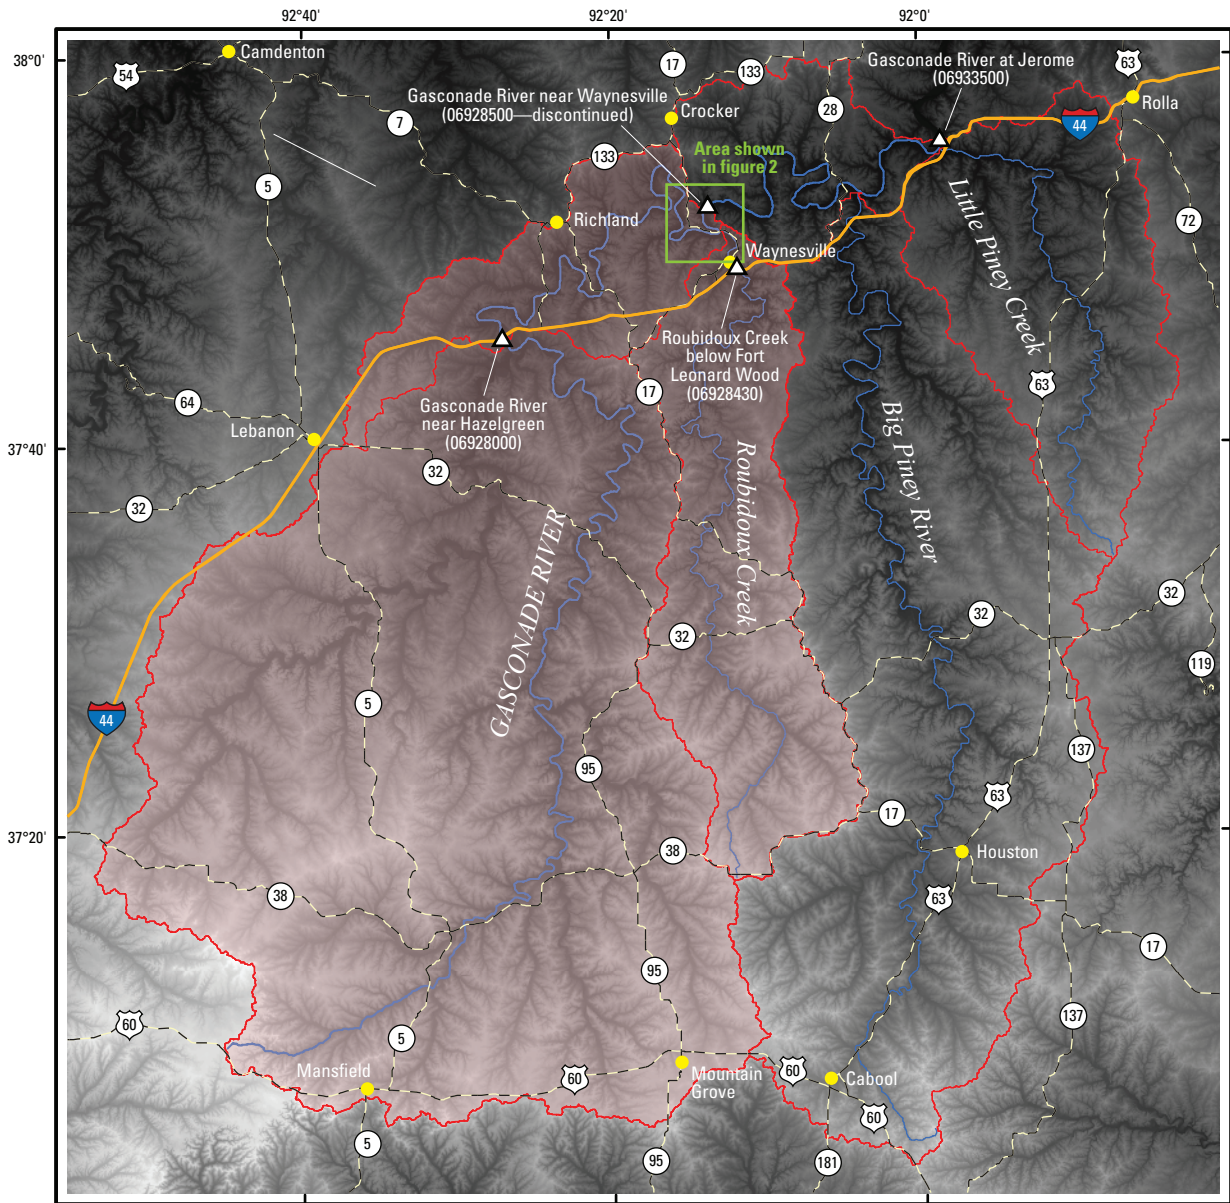 92°40'
92°20'
92°0'
38°0'
37°40'
37°20'
Camdenton
54
5
7
17
133
63
Gasconade River at Jerome
(06933500)
Gasconade River near Waynesville
(06928500—discontinued)
Crocker
28
44
Rolla
133
Area shown
in figure 2
Richland
72
Waynesville
Little Piney Creek
Roubidoux Creek
below Fort
Leonard Wood
(06928430)
63
17
64
Lebanon
Gasconade River
near Hazelgreen
(06928000)
32
32
Big Piney River
Roubidoux Creek
GASCONADE RIVER
32
32
32
119
5
44
95
137
63
17
38
Houston
38
63
17
95
60
5
137
Mansfield
60
Mountain
Grove
60
Cabool
60
5
95
181